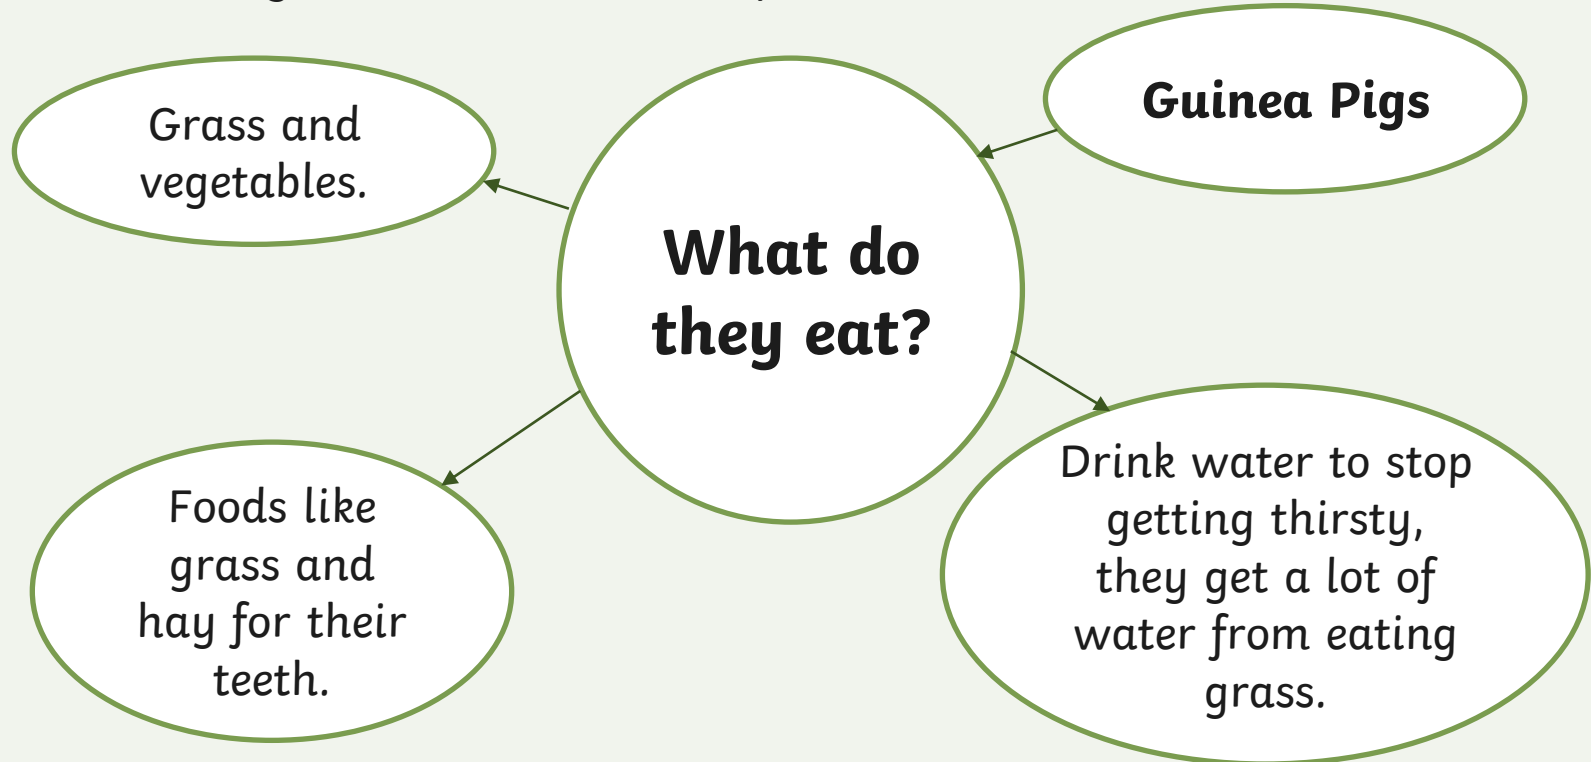 Grass and
vegetables.
What do
they eat?
Guinea Pigs
Foods like
grass and
hay for their
teeth.
Drink water to stop
getting thirsty,
they get a lot of
water from eating
grass.